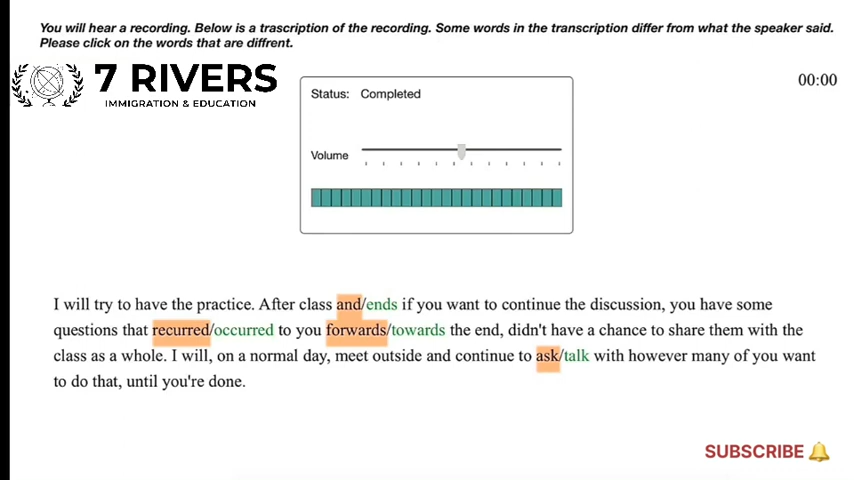 You will hear a recording. Below is a trascription of the recording. Some words in the transcription differ from what the speaker said.
Please click on the words that are diffrent.
7 RIVERS
IMMIGRATION & EDUCATION
00:00
Status: Completed
Volume
I will try to have the practice. After class and/ends if you want to continue the discussion, you have some
questions that recurred/occurred to you forwards/towards the end, didn't have a chance to share them with the
class as a whole. I will, on a normal day, meet outside and continue to ask/talk with however many of you want
to do that, until you're done.
SUBSCRIBE